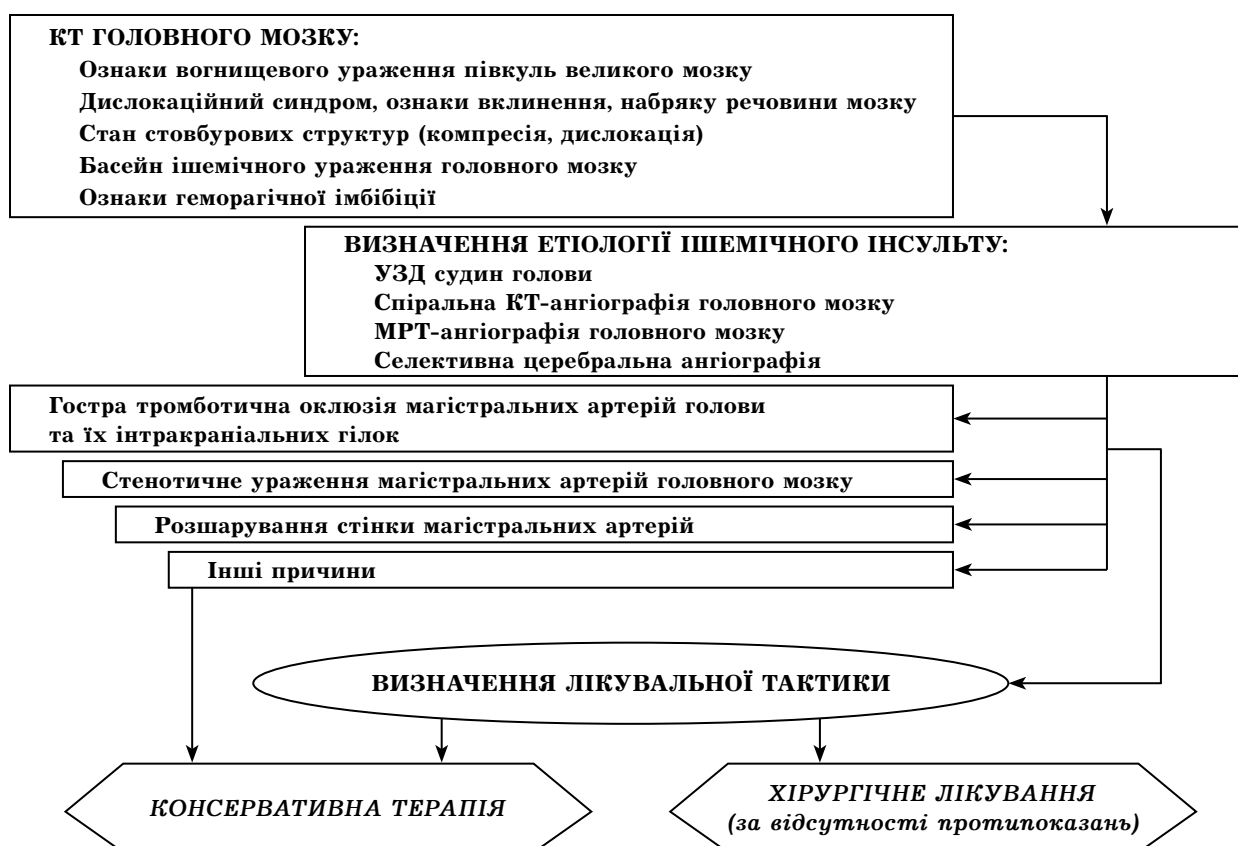 КТ ГОЛОВНОГО МОЗКУ:
Ознаки вогнищевого ураження півкуль великого мозку
Дислокаційний синдром, ознаки вклинення, набряку речовини мозку
Стан стовбурових структур (компресія, дислокація)
Басейн ішемічного ураження головного мозку
Ознаки геморагічної імбібіції
ВИЗНАЧЕННЯ ЕТІОЛОГІЇ ІШЕМІЧНОГО ІНСУЛЬТУ:
УЗД судин голови
Спіральна КТ-ангіографія головного мозку
МРТ-ангіографія головного мозку
Селективна церебральна ангіографія
Гостра тромботична оклюзія магістральних артерій голови
та їх інтракраніальних гілок
Стенотичне ураження магістральних артерій головного мозку
Розшарування стінки магістральних артерій
Інші причини
ВИЗНАЧЕННЯ ЛІКУВАЛЬНОЇ ТАКТИКИ
КОНСЕРВАТИВНА ТЕРАПІЯ
ХІРУРГІЧНЕ ЛІКУВАННЯ
(за відсутності протипоказань)